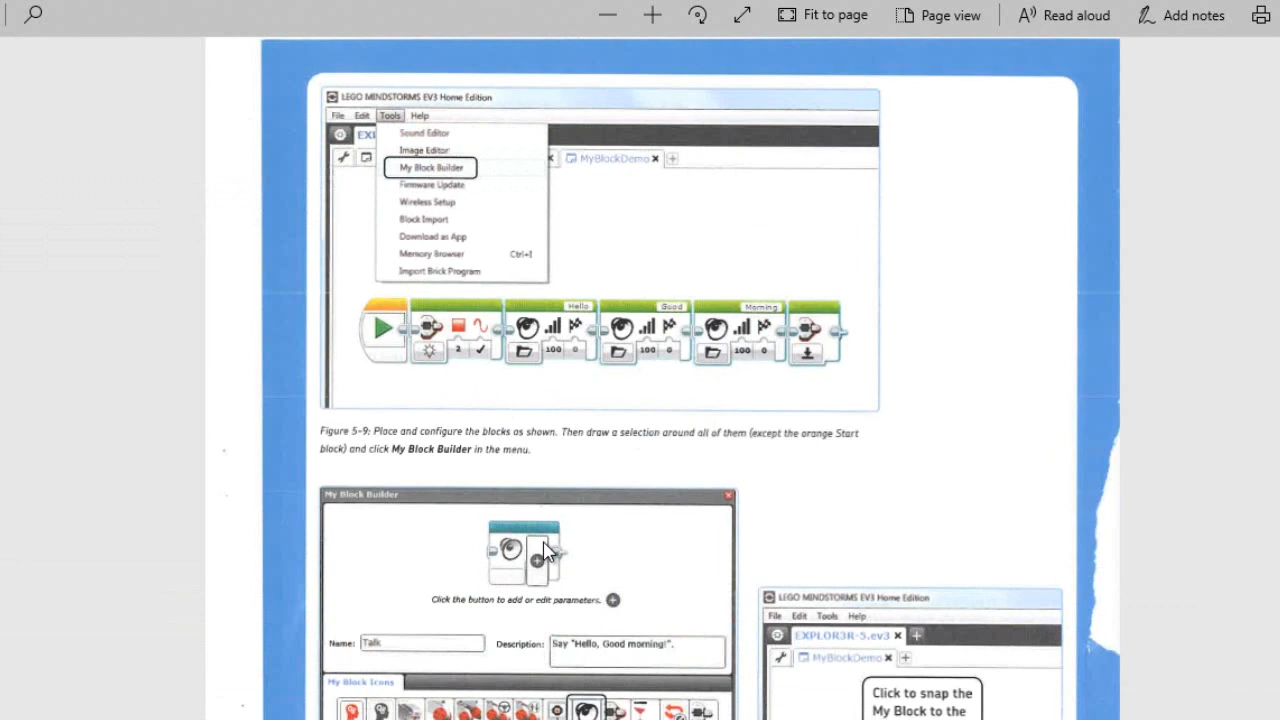 Fit to page
Page view
Read aloud
Add notes
LEGO MINDSTORMS EV3 Home Edition
File Edit Tools Help
EXI
Sound Editor
Image Editor
MyBlockDemo
My Block Builder
Firmware Update
Wireless Setup
Block Import
Download as App
Memory Browser Ctrl+I
Import Brick Program
Hello Good Morning
2 100 0 100 0 100 0
Figure 5-9: Place and configure the blocks as shown. Then draw a selection around all of them (except the orange Start
block) and click My Block Builder in the menu.
My Block Builder
Click the button to add or edit parameters.
Name: Talk Description: Say "Hello, Good morning!".
My Block Icons
LEGO MINDSTORMS EV3 Home Edition
File Edit Tools Help
EXPLOR3R-5.ev3
MyBlockDemo
Click to snap the
My Block to the